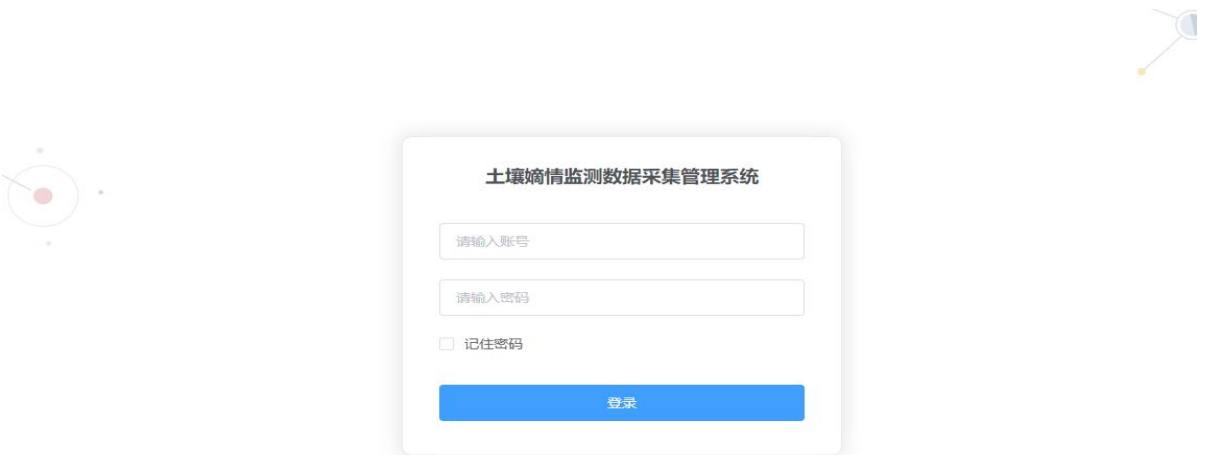 土壤嫡情监测数据采集管理系统
请输入账号
请输入密码
记住密码
登录